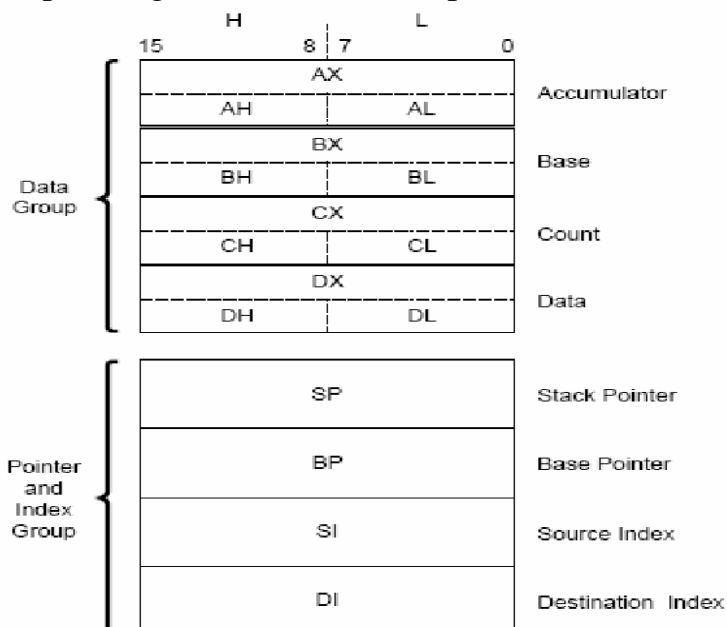 H L
15 8 7 0
AX
AH AL
Accumulator
BX
BH BL
Base
Data
Group
CX
CH CL
Count
DX
DH DL
Data
SP
Stack Pointer
BP
Base Pointer
Pointer
and
Index
Group
SI
Source Index
DI
Destination Index